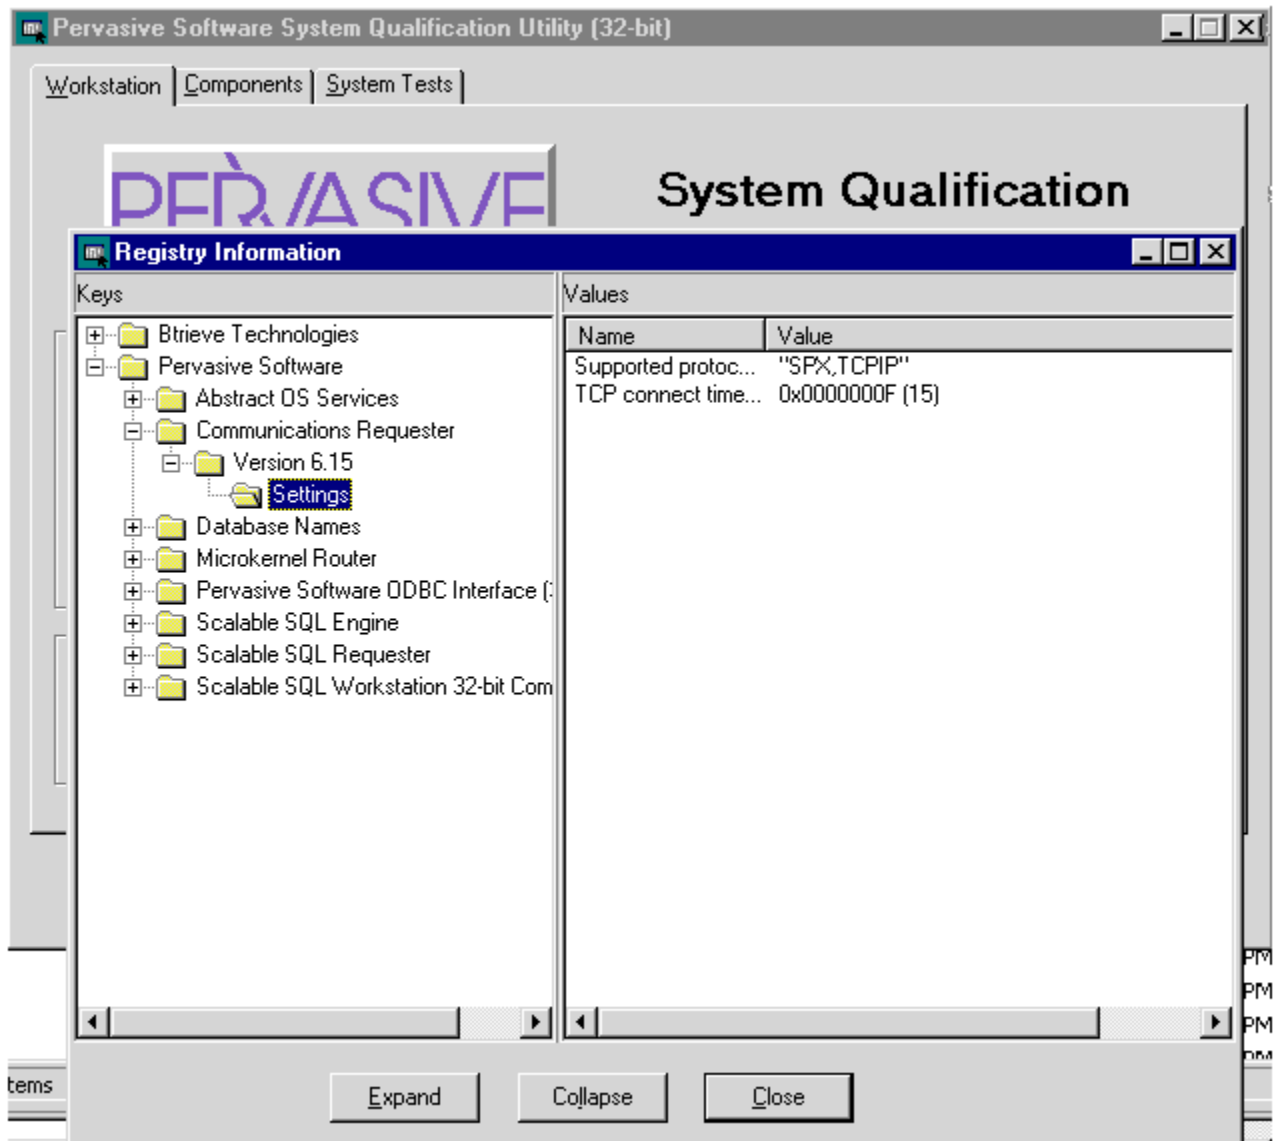 Pervasive Software System Qualification Utility (32-bit)
Workstation Components System Tests
PERVASIVE
System Qualification
Registry Information
Keys
Values
Btrieve Technologies
Pervasive Software
Abstract OS Services
Communications Requester
Version 6.15
Settings
Database Names
Microkernel Router
Pervasive Software ODBC Interface (
Scalable SQL Engine
Scalable SQL Requester
Scalable SQL Workstation 32-bit Com
Name Value
Supported protoc... "SPX,TCPIP"
TCP connect time... 0x0000000F (15)
PM
PM
PM
PM
tems
Expand Collapse Close